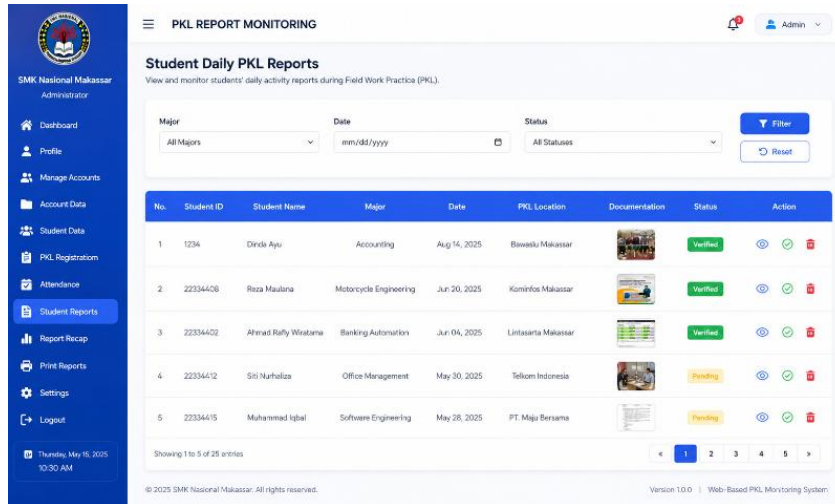 PKL REPORT MONITORING
3
Admin
SMK Nasional Makassar
Administrator
Dashboard
Profile
Manage Accounts
Account Data
Student Data
PKL Registration
Attendance
Student Reports
Report Recap
Print Reports
Settings
Logout
Thursday, May 15, 2025
10:30 AM
Student Daily PKL Reports
View and monitor students' daily activity reports during Field Work Practice (PKL).
Major Date Status
All Majors mm/dd/yyyy All Statuses
Filter
Reset
No. Student ID Student Name Major Date PKL Location Documentation Status Action
1 1234 Dinda Ayu Accounting Aug 14, 2025 Bawaslu Makassar Verified
2 22334408 Reza Maulana Motorcycle Engineering Jun 20, 2025 Kominfos Makassar Verified
3 22334402 Ahmad Rafly Wiratama Banking Automation Jun 04, 2025 Lintasarta Makassar Verified
4 22334412 Siti Nurhaliza Office Management May 30, 2025 Telkom Indonesia Pending
5 22334415 Muhammad Iqbal Software Engineering May 28, 2025 PT. Maju Bersama Pending
Showing 1 to 5 of 25 entries
« 1 2 3 4 5 »
© 2025 SMK Nasional Makassar. All rights reserved.
Version 1.0.0 | Web-Based PKL Monitoring System